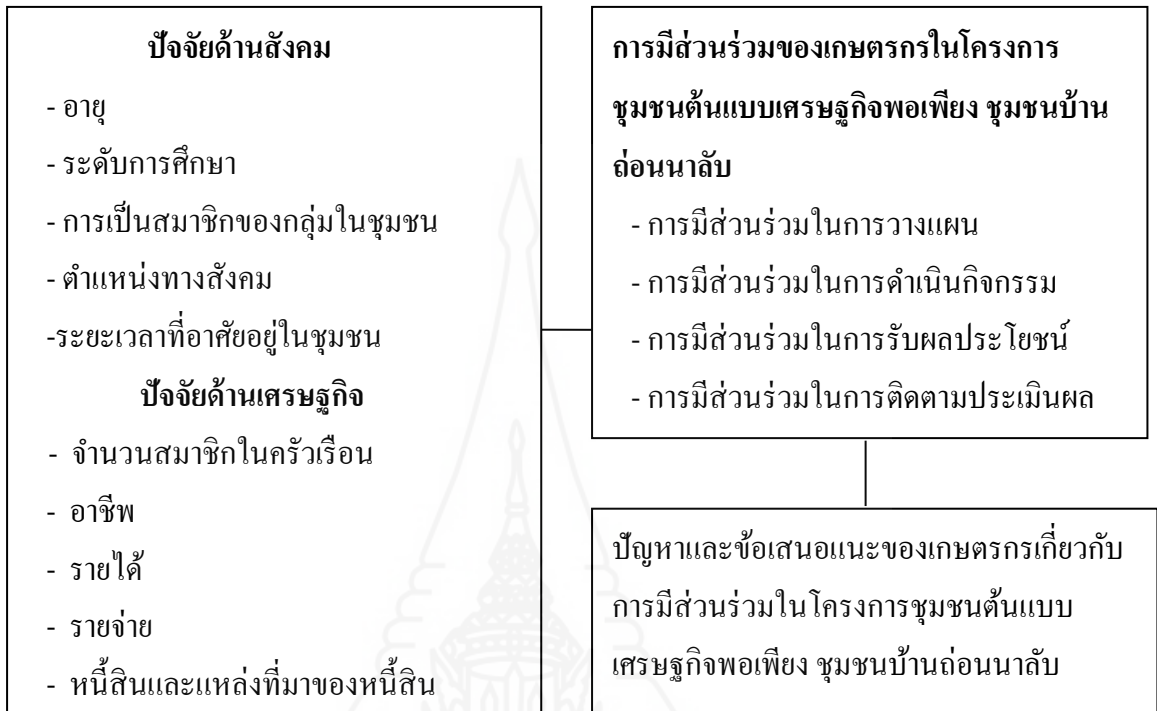 ปัจจัยด้านสังคม
- อายุ
- ระดับการศึกษา
- การเป็นสมาชิกของกลุ่มในชุมชน
- ตำแหน่งทางสังคม
-ระยะเวลาที่อาศัยอยู่ในชุมชน
ปัจจัยด้านเศรษฐกิจ
- จำนวนสมาชิกในครัวเรือน
- อาชีพ
- รายได้
- รายจ่าย
- หนี้สินและแหล่งที่มาของหนี้สิน
การมีส่วนร่วมของเกษตรกรในโครงการ
ชุมชนต้นแบบเศรษฐกิจพอเพียง ชุมชนบ้าน
ถ่อนนาลับ
- การมีส่วนร่วมในการวางแผน
- การมีส่วนร่วมในการดำเนินกิจกรรม
- การมีส่วนร่วมในการรับผลประโยชน์
- การมีส่วนร่วมในการติดตามประเมินผล
ปัญหาและข้อเสนอแนะของเกษตรกรเกี่ยวกับ
การมีส่วนร่วมในโครงการชุมชนต้นแบบ
เศรษฐกิจพอเพียง ชุมชนบ้านถ่อนนาลับ